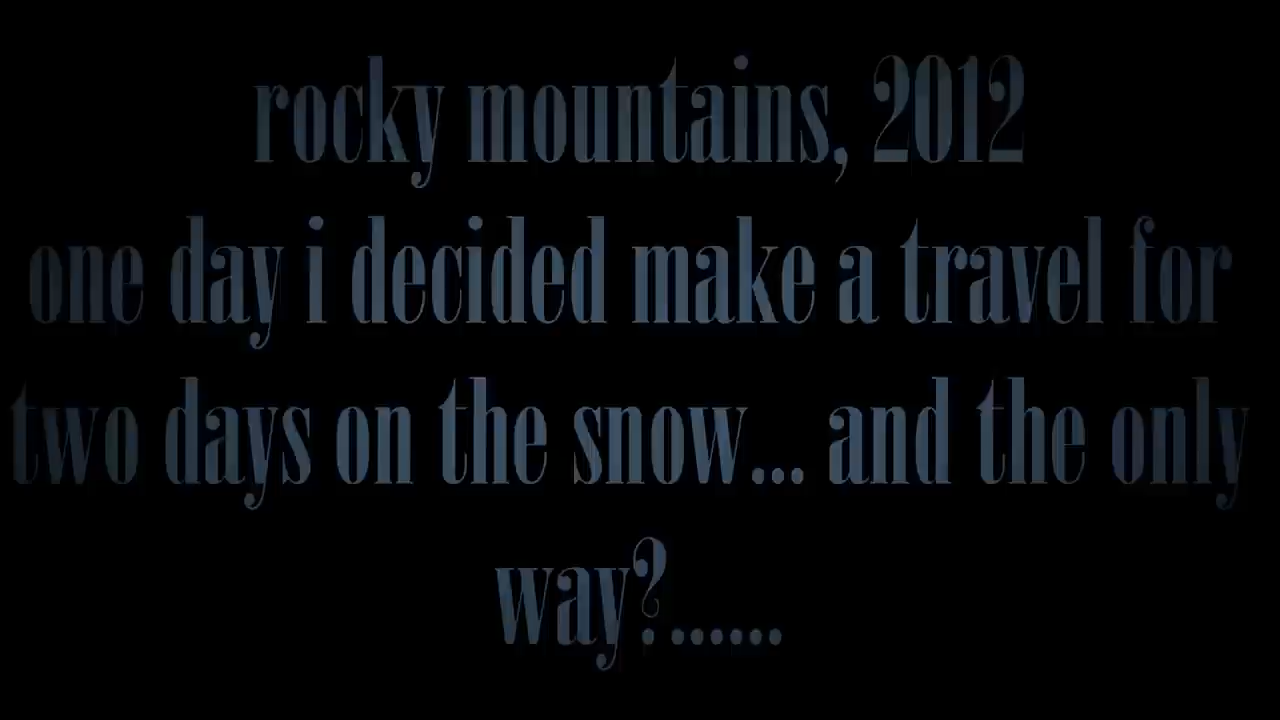 rocky mountains, 2012
one day i decided make a travel for
two days on the snow... and the only
way?......